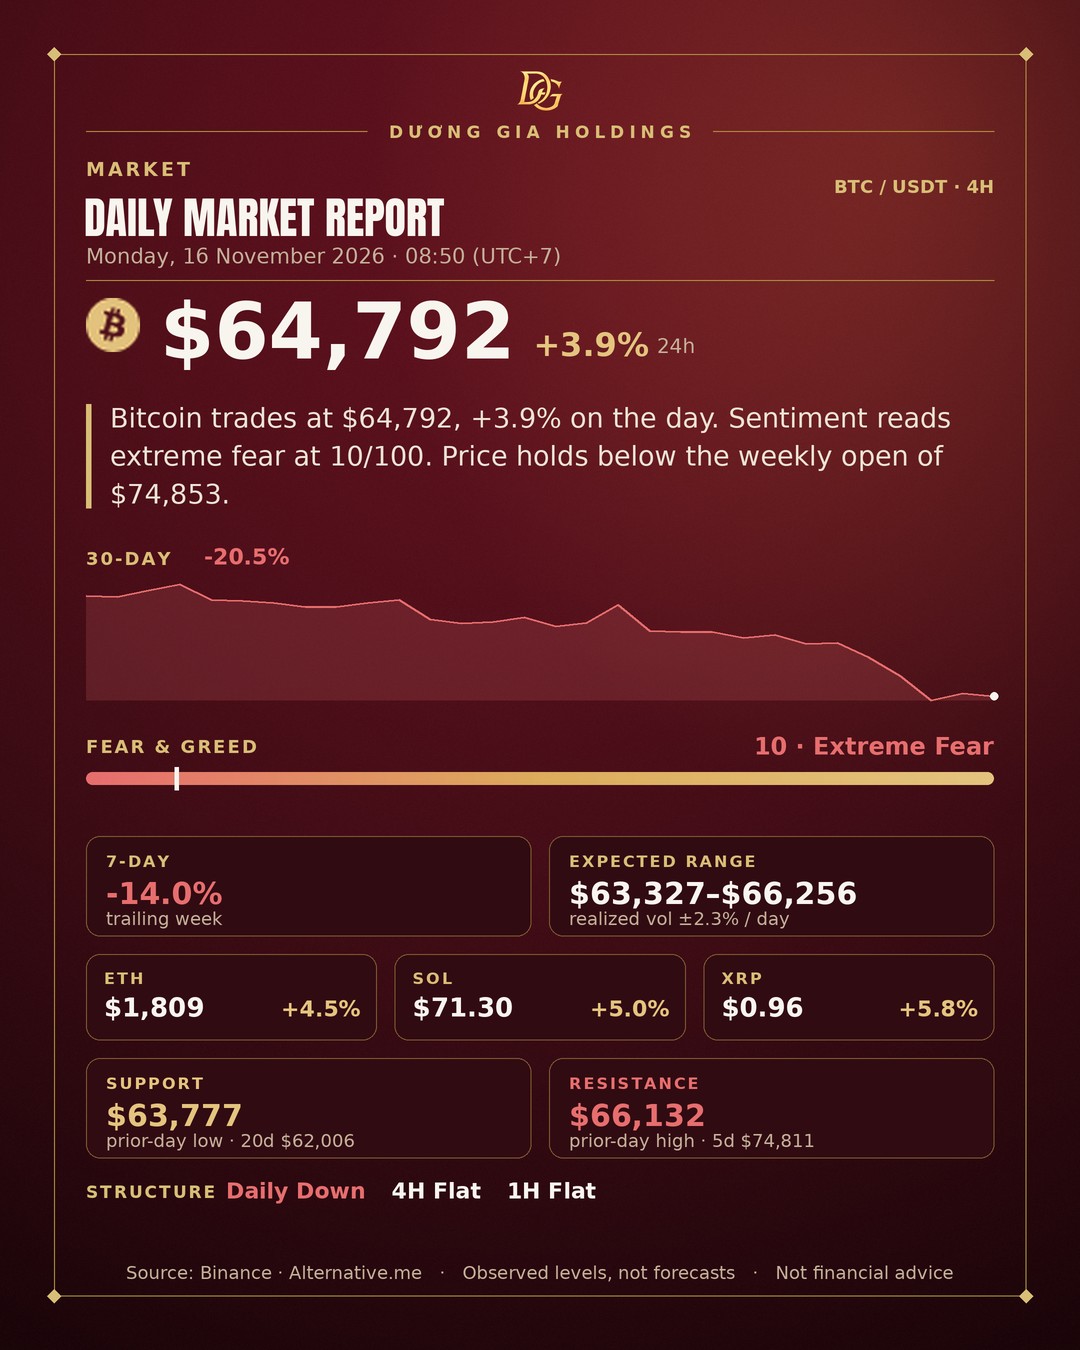 DG
DƯƠNG GIA HOLDINGS
MARKET
BTC / USDT · 4H
DAILY MARKET REPORT
Monday, 16 November 2026 · 08:50 (UTC+7)
$64,792 +3.9% 24h
Bitcoin trades at $64,792, +3.9% on the day. Sentiment reads
extreme fear at 10/100. Price holds below the weekly open of
$74,853.
30-DAY -20.5%
FEAR & GREED 10 · Extreme Fear
7-DAY
-14.0%
trailing week
EXPECTED RANGE
$63,327–$66,256
realized vol ±2.3% / day
ETH
$1,809 +4.5%
SOL
$71.30 +5.0%
XRP
$0.96 +5.8%
SUPPORT
$63,777
prior-day low · 20d $62,006
RESISTANCE
$66,132
prior-day high · 5d $74,811
STRUCTURE Daily Down 4H Flat 1H Flat
Source: Binance · Alternative.me · Observed levels, not forecasts · Not financial advice